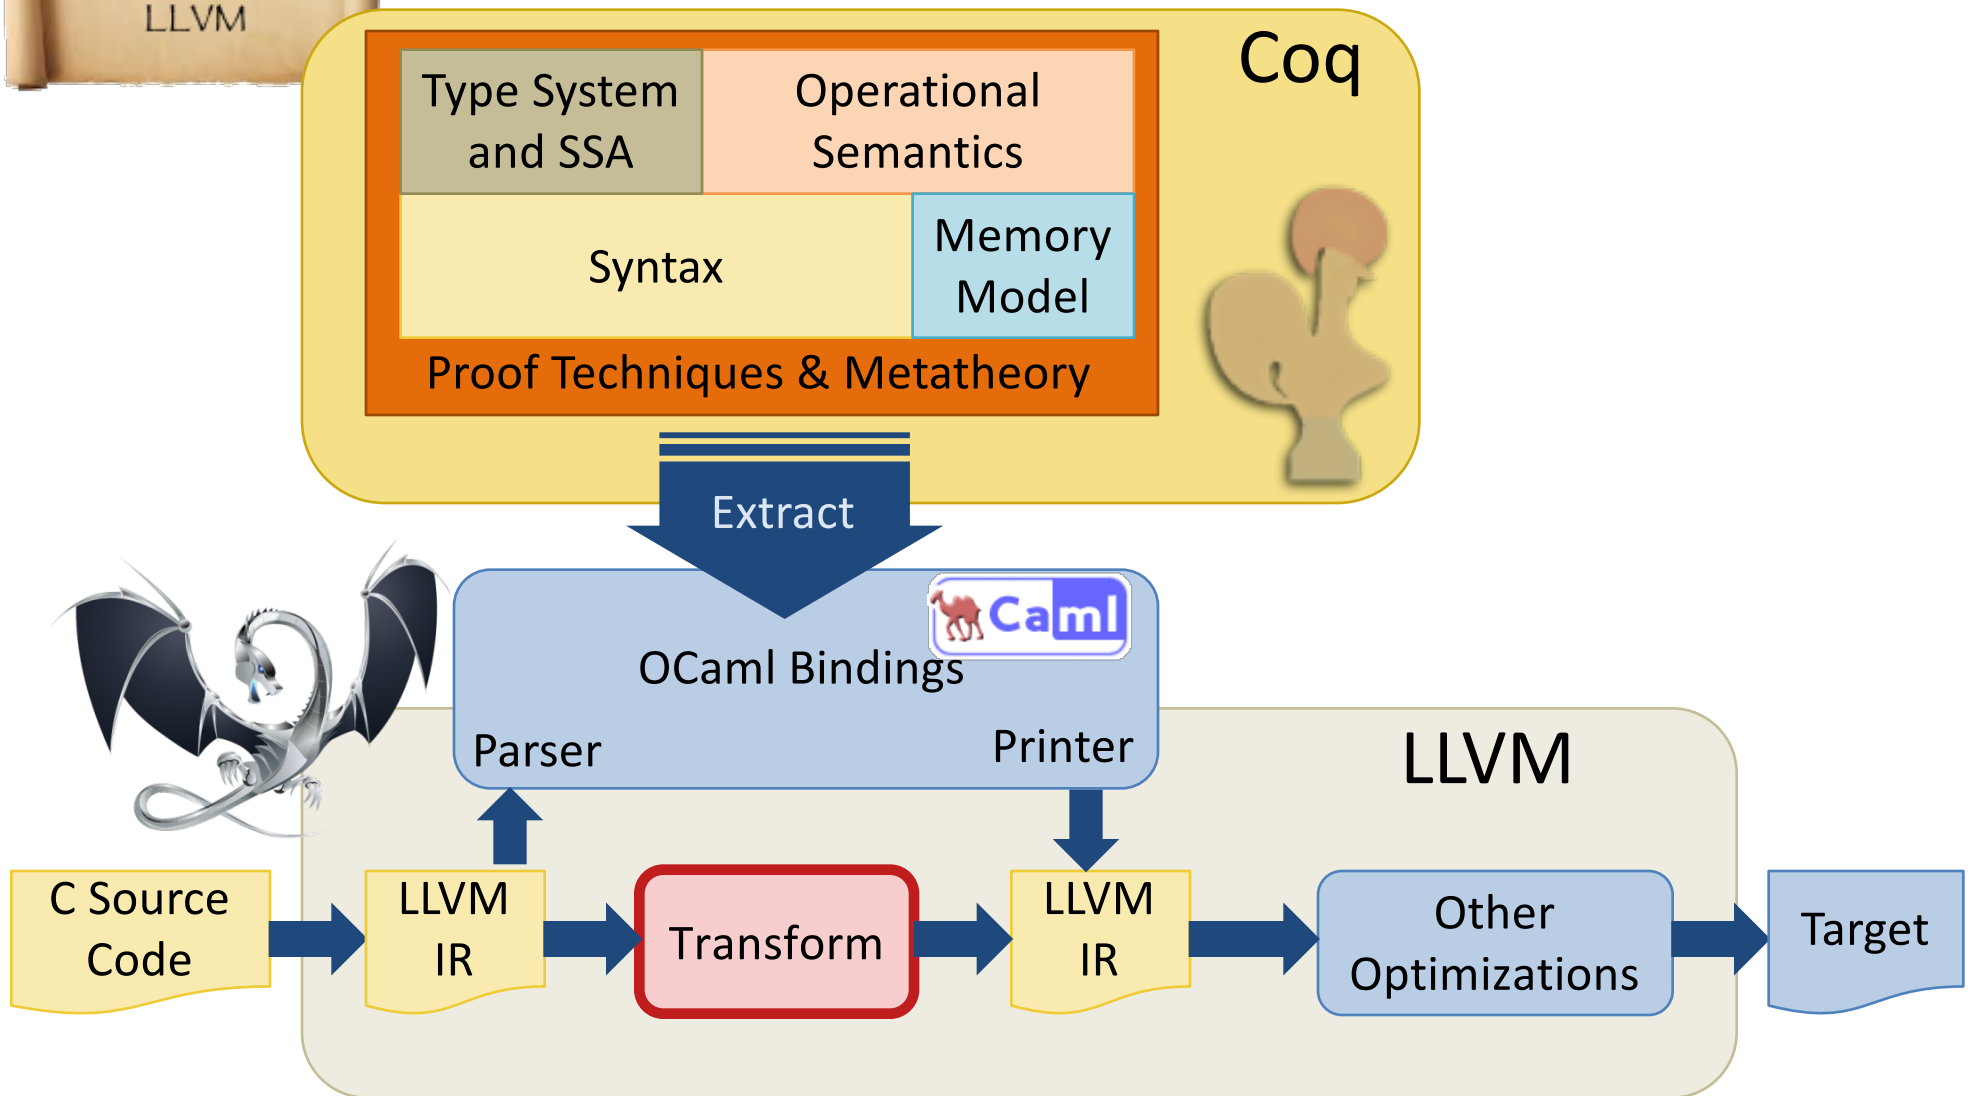 LLVM
Coq
Type System
and SSA
Operational
Semantics
Syntax
Memory
Model
Proof Techniques & Metatheory
Extract
Caml
OCaml Bindings
Parser
Printer
LLVM
C Source
Code
LLVM
IR
Transform
LLVM
IR
Other
Optimizations
Target